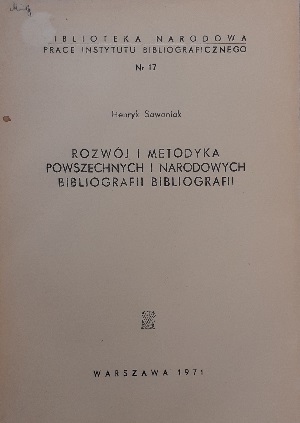 BIBLIOTEKA NARODOWA
PRACE INSTYTUTU BIBLIOGRAFICZNEGO
Nr 17
Henryk Sawoniak
ROZWÓJ I METODYKA
POWSZECHNYCH I NARODOWYCH
BIBLIOGRAFII BIBLIOGRAFII
WARSZAWA 1971